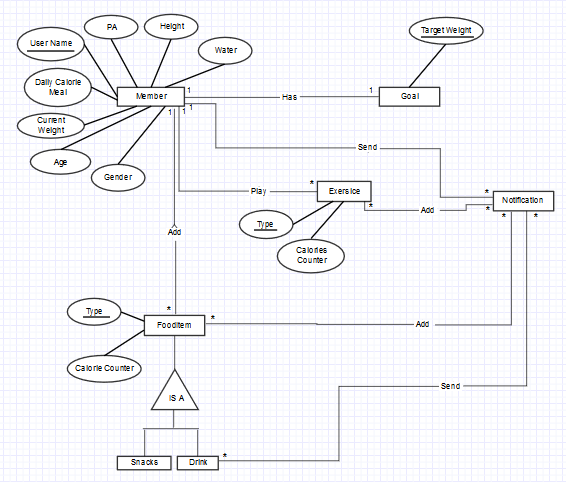 PA
Height
User Name
Target Weight
Water
Daily Calorie
Meal
Member
1
Has
1
Goal
1
1
1
Current
Weight
Send
Age
Gender
Play
*
Exersice
*
Notification
*
Add
*
*
*
Type
Add
Calories
Counter
*
Type
*
FoodItem
Add
Calorie Counter
Send
IS A
*
Snacks
Drink